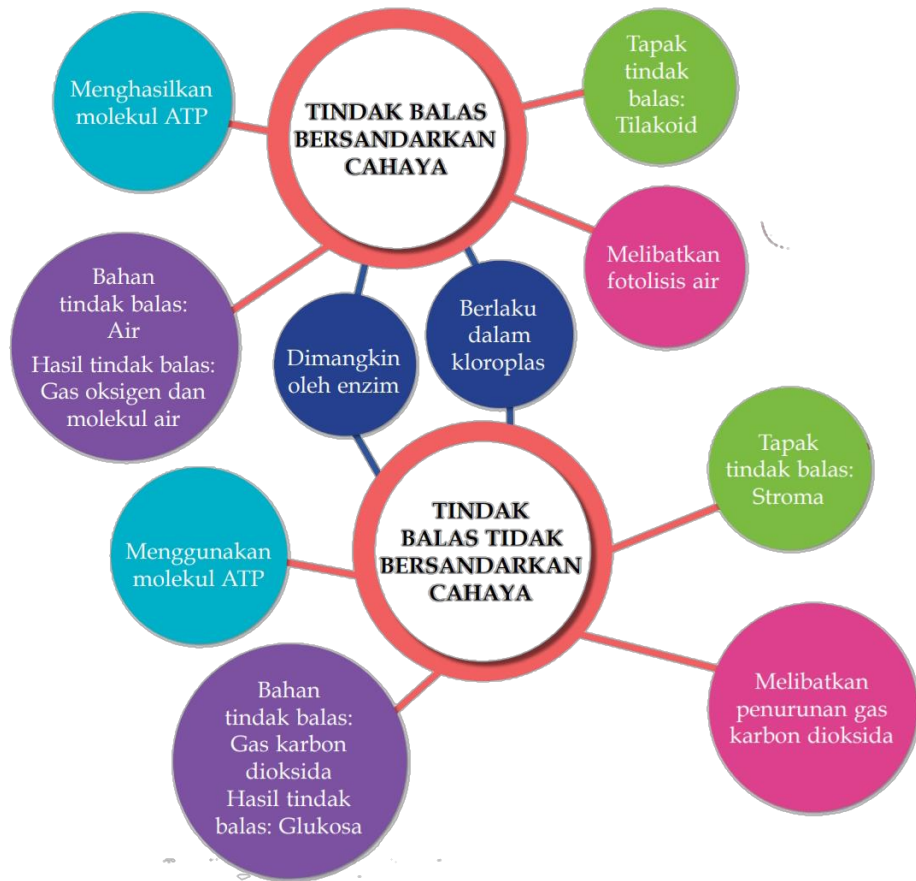 Menghasilkan
molekul ATP
TINDAK BALAS
BERSANDARKAN
CAHAYA
Tapak
tindak
balas:
Tilakoid
Bahan
tindak balas:
Air
Hasil tindak balas:
Gas oksigen dan
molekul air
Dimangkin
oleh enzim
Berlaku
dalam
kloroplas
Melibatkan
fotolisis air
Menggunakan
molekul ATP
TINDAK
BALAS TIDAK
BERSANDARKAN
CAHAYA
Tapak
tindak balas:
Stroma
Bahan
tindak balas:
Gas karbon
dioksida
Hasil tindak
balas: Glukosa
Melibatkan
penurunan gas
karbon dioksida